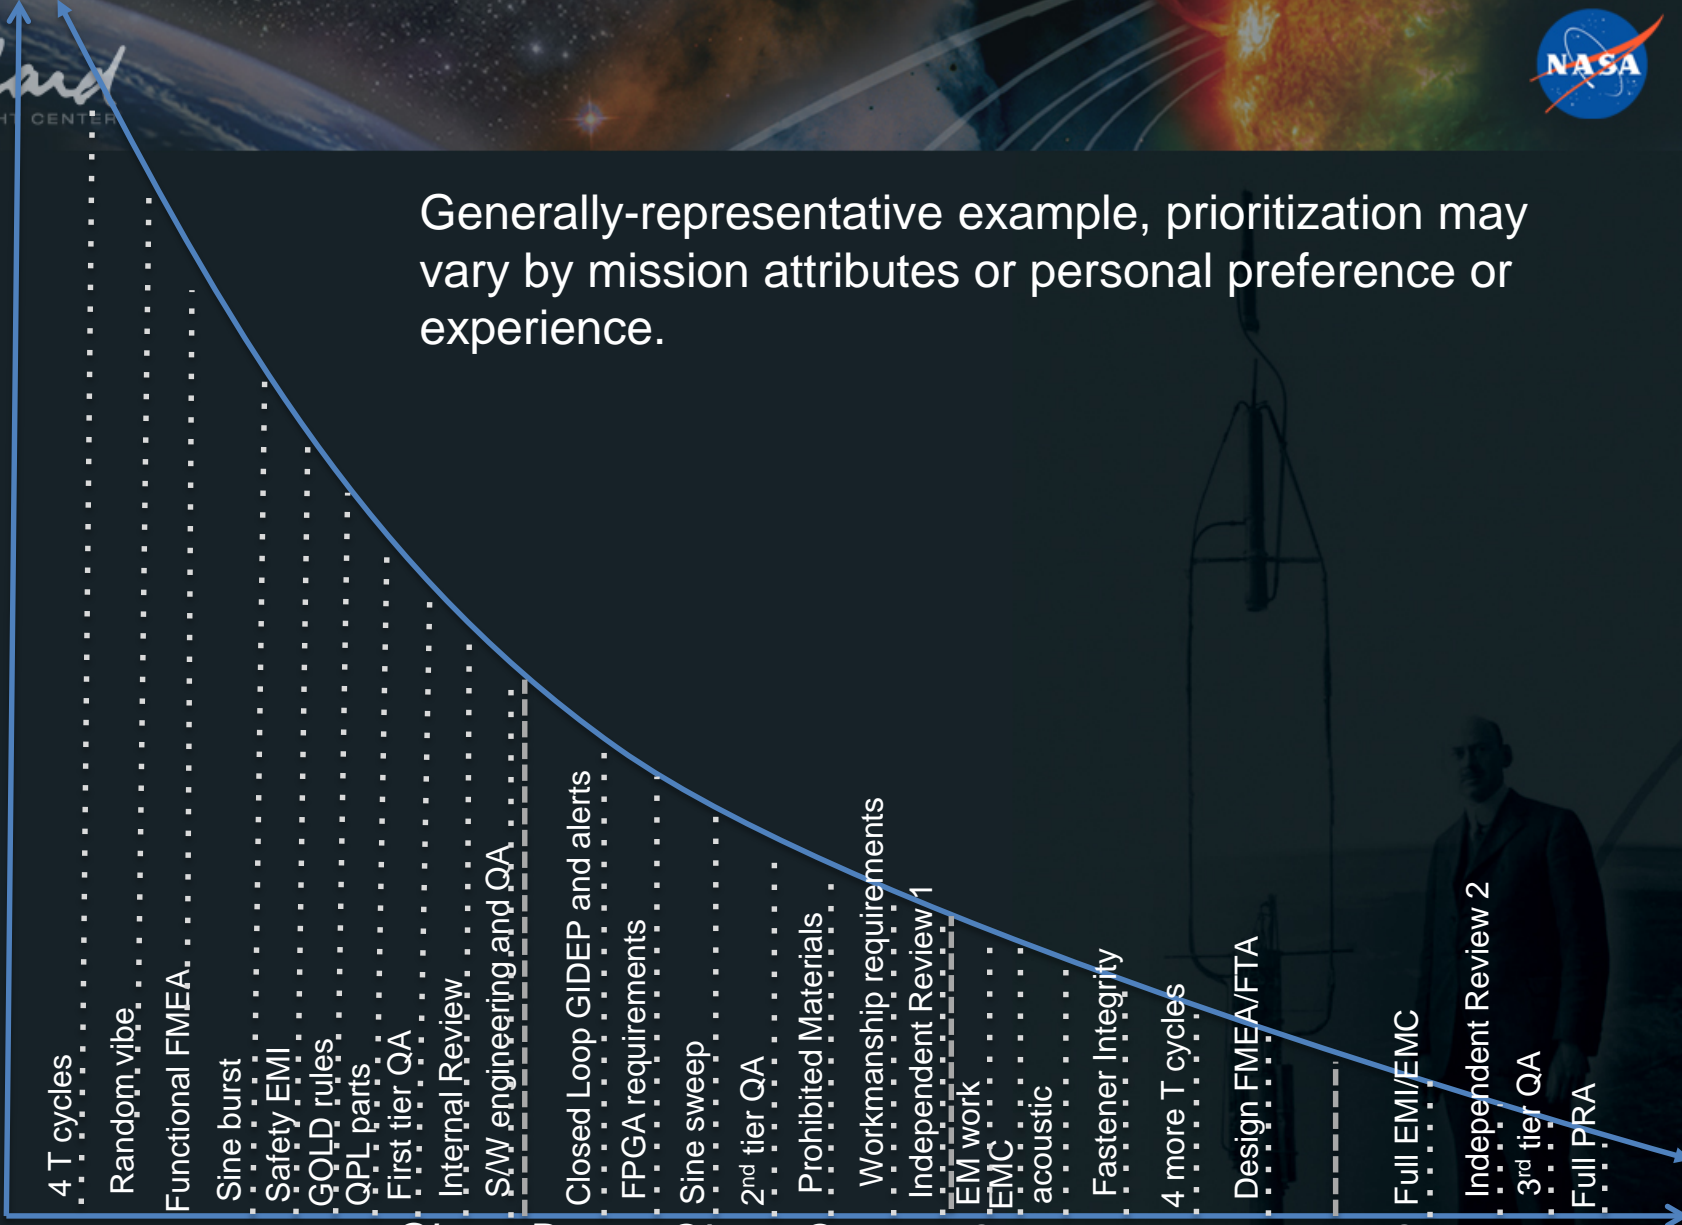 HT CENTER
NASA
Generally-representative example, prioritization may
vary by mission attributes or personal preference or
experience.
4 T cycles
Random vibe
Functional FMEA
Sine burst
Safety EMI
GOLD rules
QPL parts
First tier QA
Internal Review
S/W engineering and QA
Closed Loop GIDEP and alerts
FPGA requirements
Sine sweep
2nd tier QA
Prohibited Materials
Workmanship requirements
Independent Review 1
EM work
EMC
acoustic
Fastener Integrity
4 more T cycles
Design FMEA/FTA
Full EMI/EMC
Independent Review 2
3rd tier QA
Full PRA